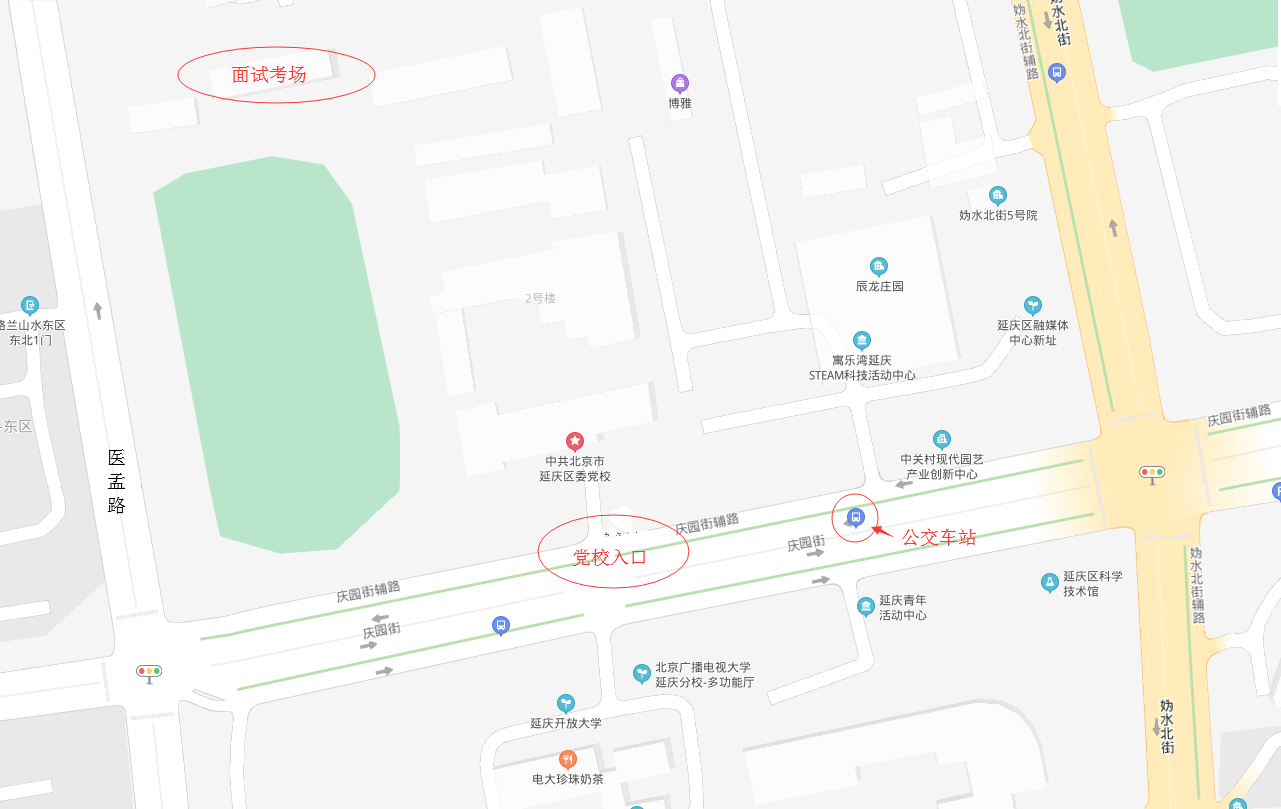 妫水北街辅路
妫水北街
面试考场
博雅
妫水北街5号院
辰龙庄园
2号楼
格兰山水东区
东北1门
延庆区融媒体
中心新址
寓乐湾延庆
STEAM科技活动中心
东区
庆园街辅路
医孟路
中共北京市
延庆区委党校
中关村现代园艺
产业创新中心
庆园街辅路
党校入口
庆园街
公交车站
庆园街辅路
庆园街
延庆青年
活动中心
延庆区科学
技术馆
妫水北街辅路
北京广播电视大学
延庆分校-多功能厅
延庆开放大学
妫水北街
电大珍珠奶茶